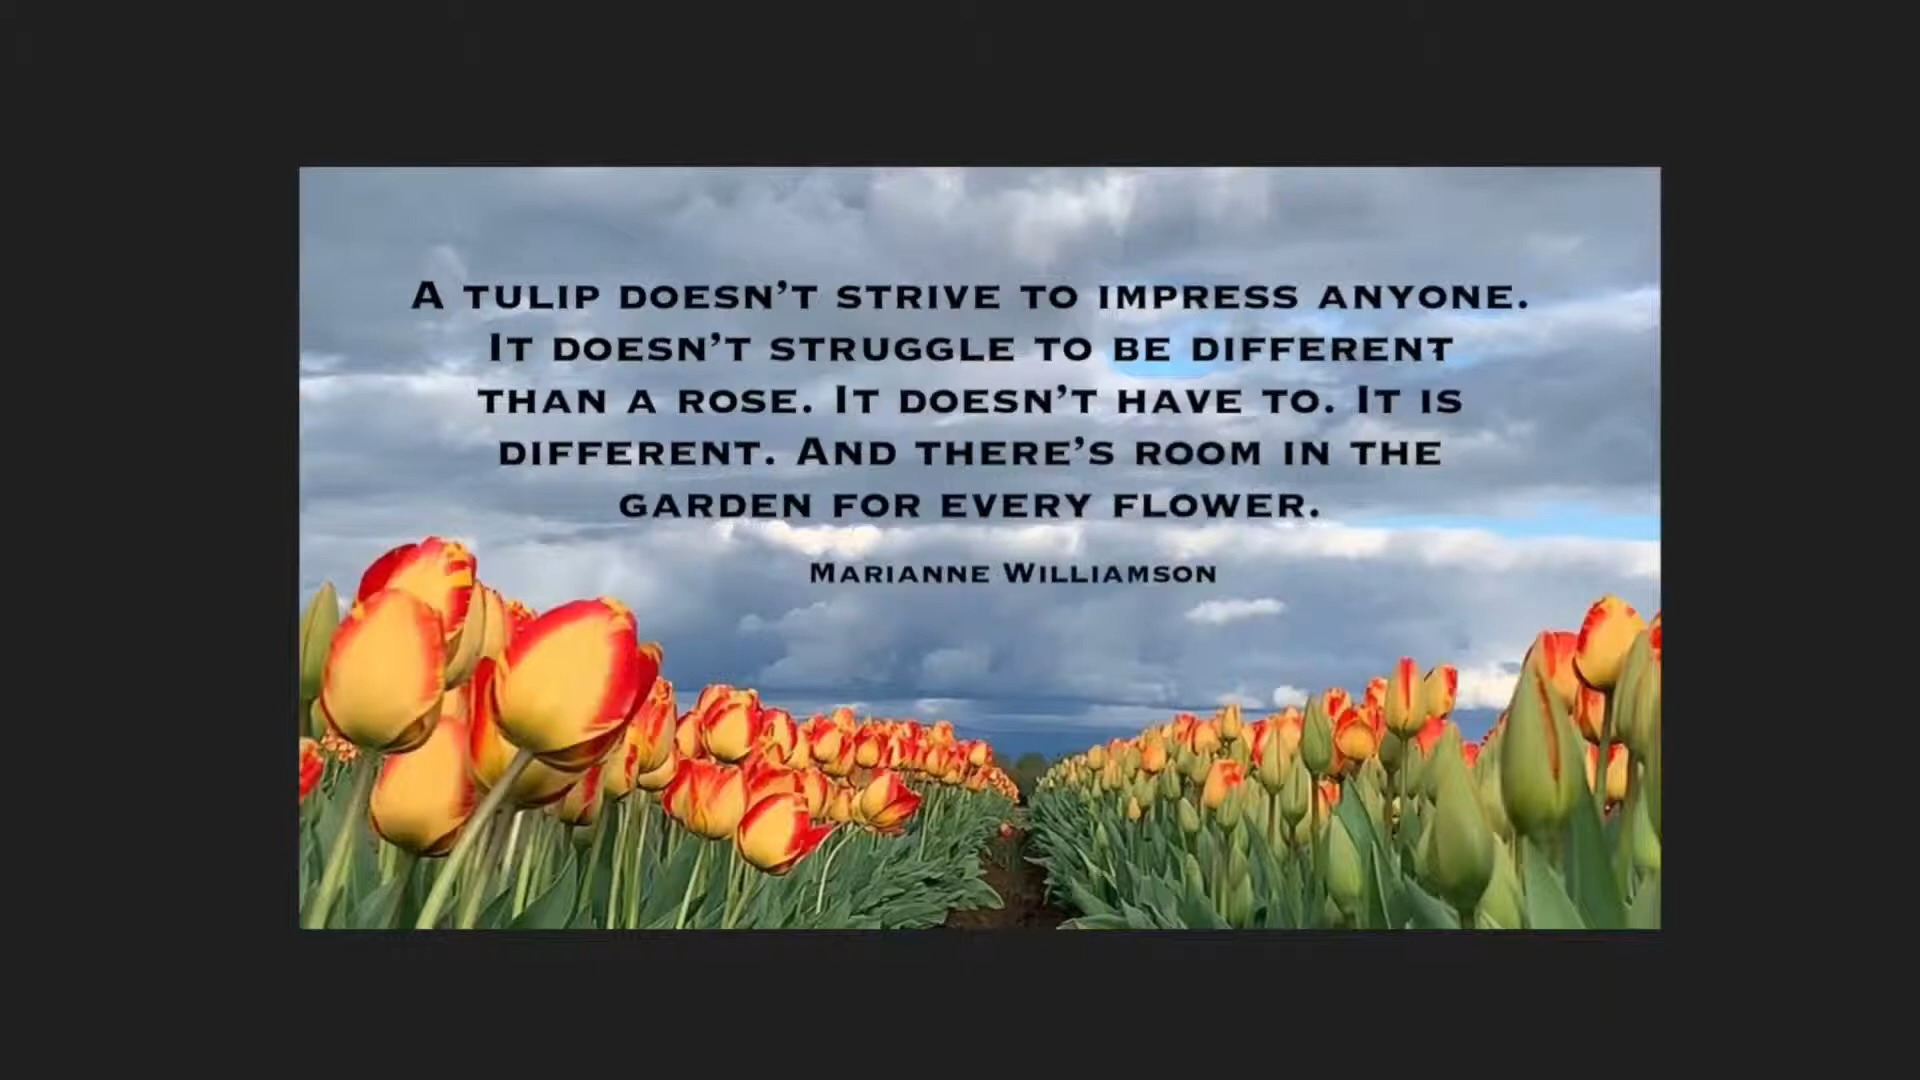 A TULIP DOESN'T STRIVE TO IMPRESS ANYONE.
IT DOESN'T STRUGGLE TO BE DIFFERENT
THAN A ROSE. IT DOESN'T HAVE TO. IT IS
DIFFERENT. AND THERE'S ROOM IN THE
GARDEN FOR EVERY FLOWER.
MARIANNE WILLIAMSON